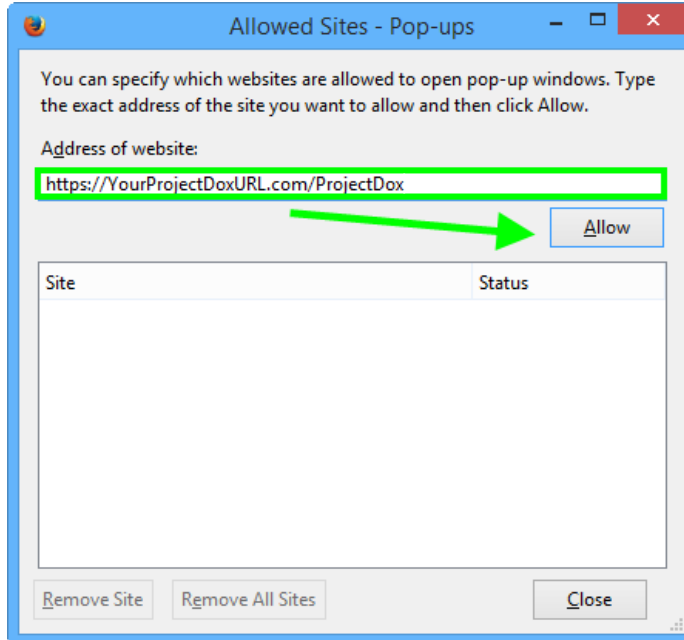 Allowed Sites - Pop-ups
You can specify which websites are allowed to open pop-up windows. Type
the exact address of the site you want to allow and then click Allow.
Address of website:
https://YourProjectDoxURL.com/ProjectDox
Allow
Site Status
Remove Site Remove All Sites Close